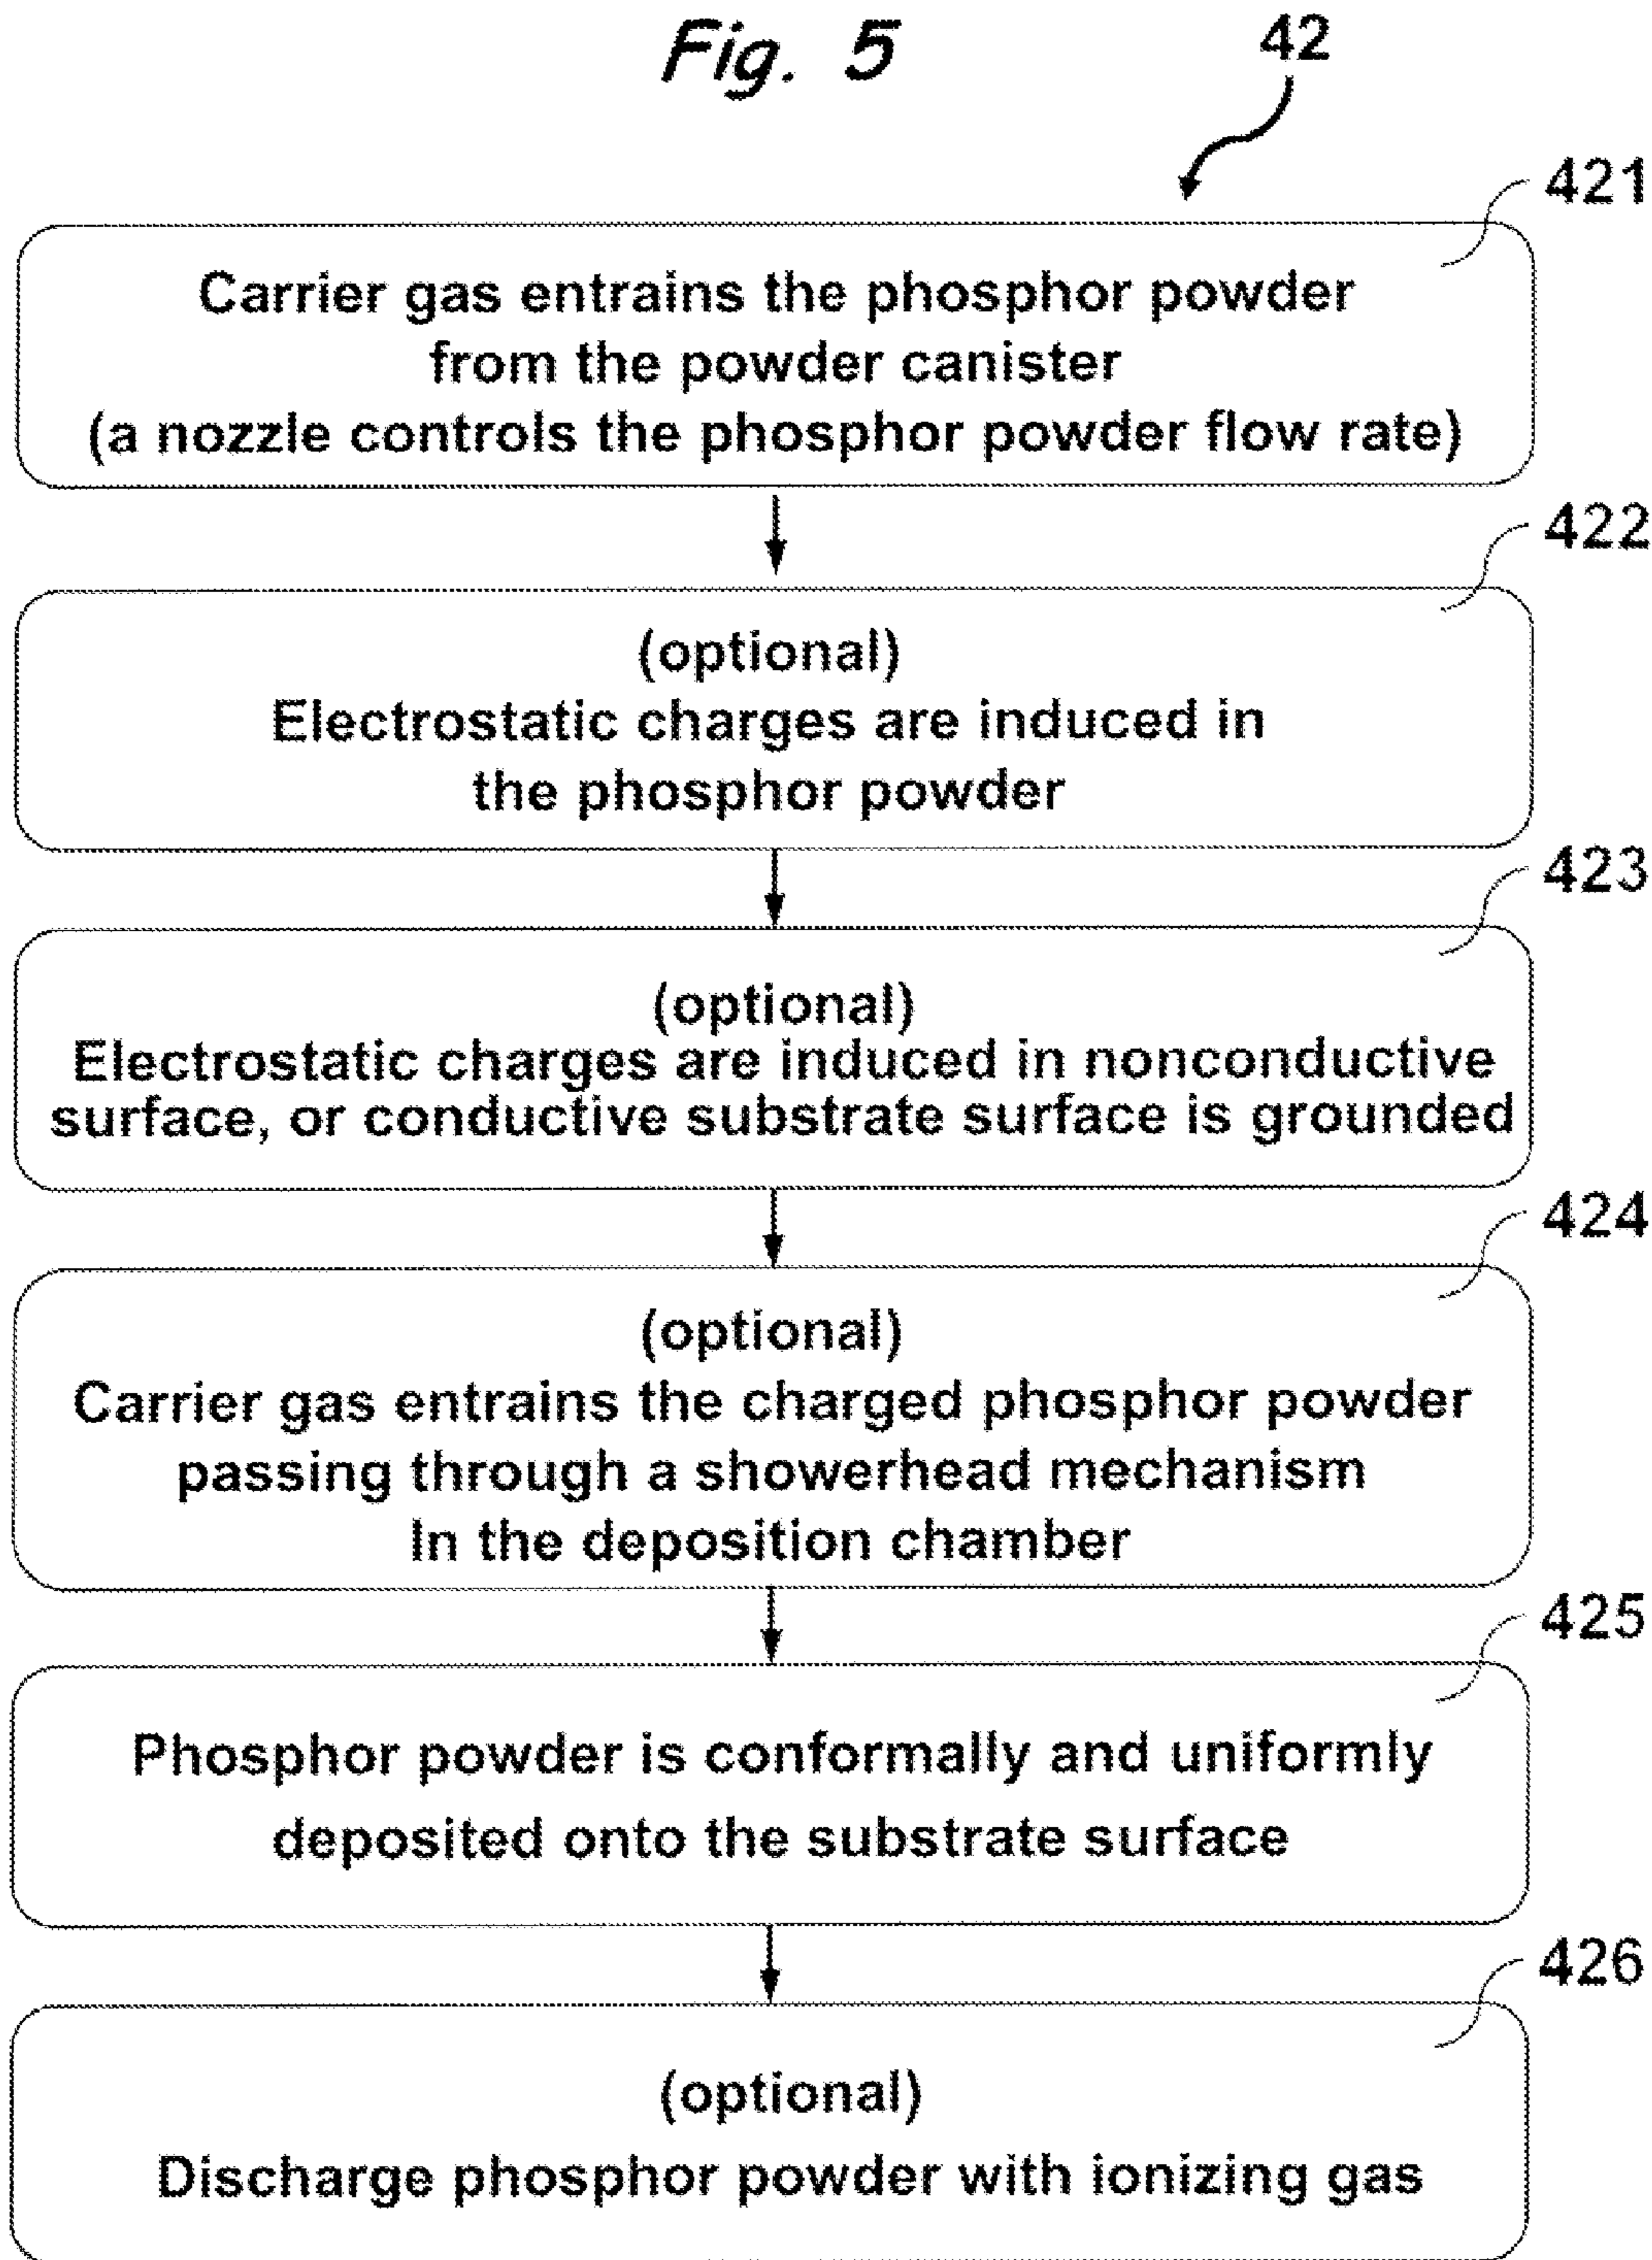 Fig. 5
42
421
Carrier gas entrains the phosphor powder
from the powder canister
(a nozzle controls the phosphor powder flow rate)
422
(optional)
Electrostatic charges are induced in
the phosphor powder
423
(optional)
Electrostatic charges are induced in nonconductive
surface, or conductive substrate surface is grounded
424
(optional)
Carrier gas entrains the charged phosphor powder
passing through a showerhead mechanism
In the deposition chamber
425
Phosphor powder is conformally and uniformly
deposited onto the substrate surface
426
(optional)
Discharge phosphor powder with ionizing gas